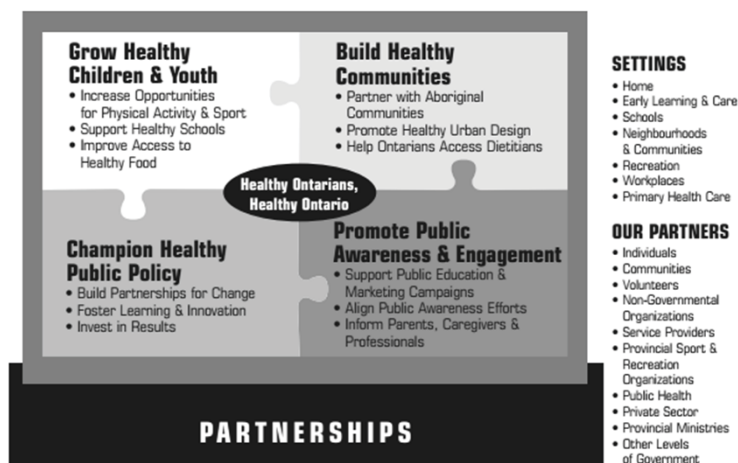 Grow Healthy
Children & Youth
• Increase Opportunities
for Physical Activity & Sport
• Support Healthy Schools
• Improve Access to
Healthy Food
Build Healthy
Communities
• Partner with Aboriginal
Communities
• Promote Healthy Urban Design
• Help Ontarians Access Dietitians
Healthy Ontarians,
Healthy Ontario
Champion Healthy
Public Policy
• Build Partnerships for Change
• Foster Learning & Innovation
• Invest in Results
Promote Public
Awareness & Engagement
• Support Public Education &
Marketing Campaigns
• Align Public Awareness Efforts
• Inform Parents, Caregivers &
Professionals
PARTNERSHIPS
SETTINGS
• Home
• Early Learning & Care
• Schools
• Neighbourhoods
& Communities
• Recreation
• Workplaces
• Primary Health Care
OUR PARTNERS
• Individuals
• Communities
• Volunteers
• Non-Governmental
Organizations
• Service Providers
• Provincial Sport &
Recreation
Organizations
• Public Health
• Private Sector
• Provincial Ministries
• Other Levels
of Government